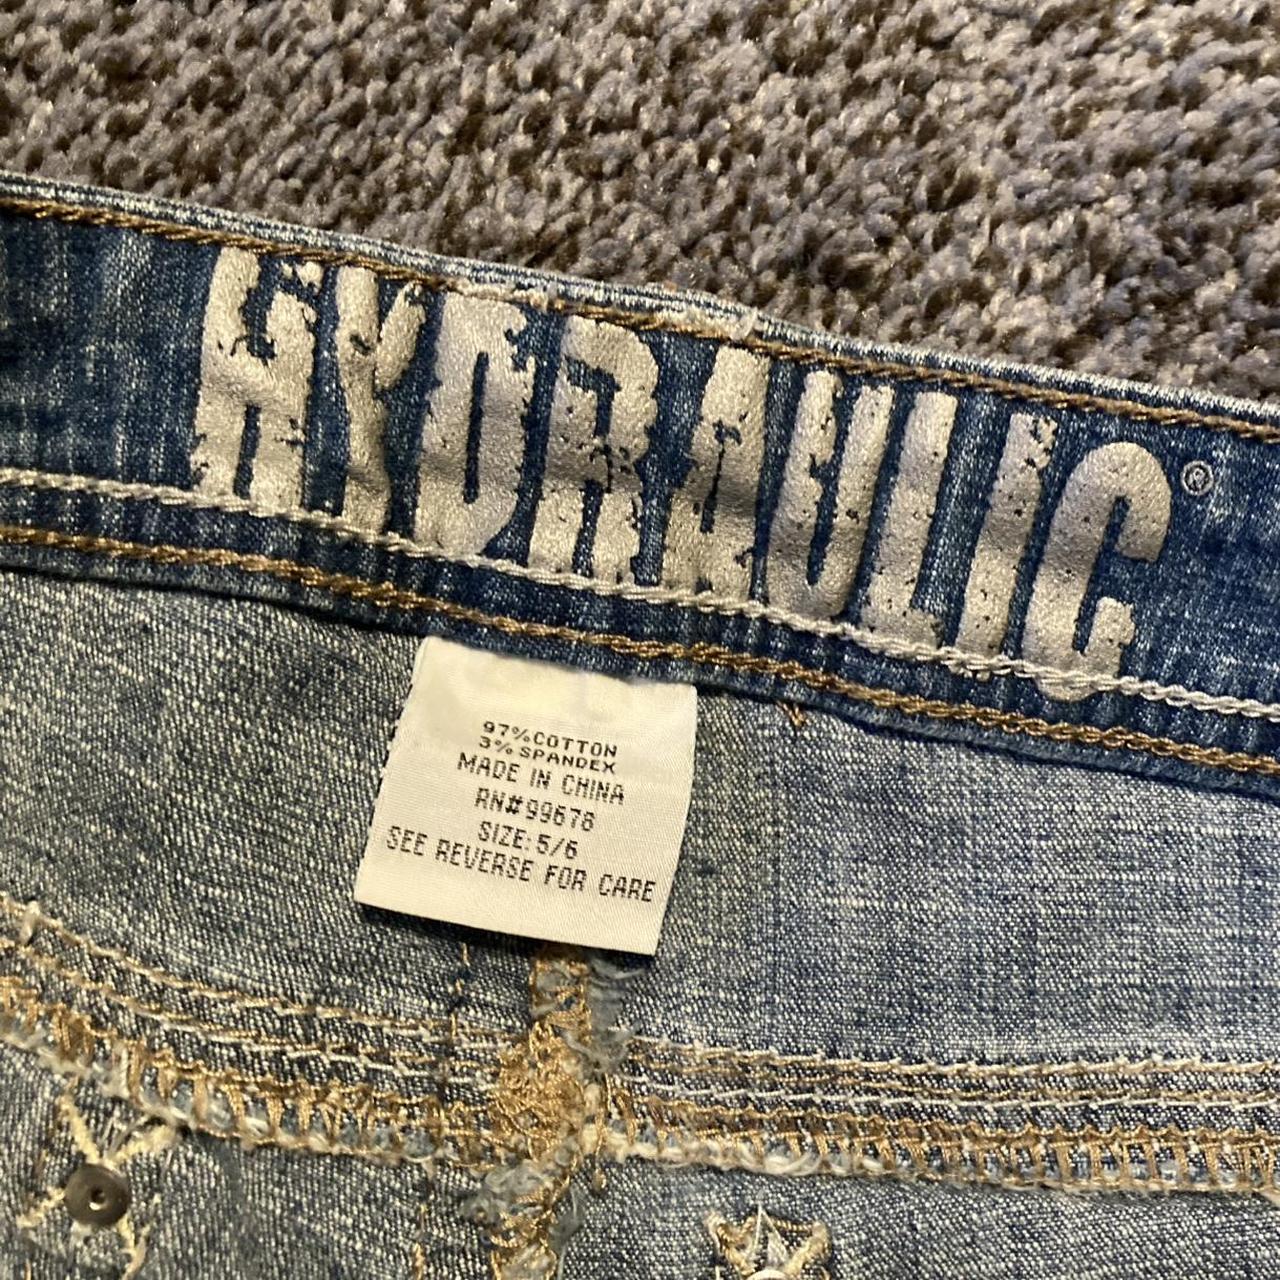 HYDRAULIC®
97%COTTON
3%SPANDEX
MADE IN CHINA
RN#99678
SIZE:5/6
SEE REVERSE FOR CARE